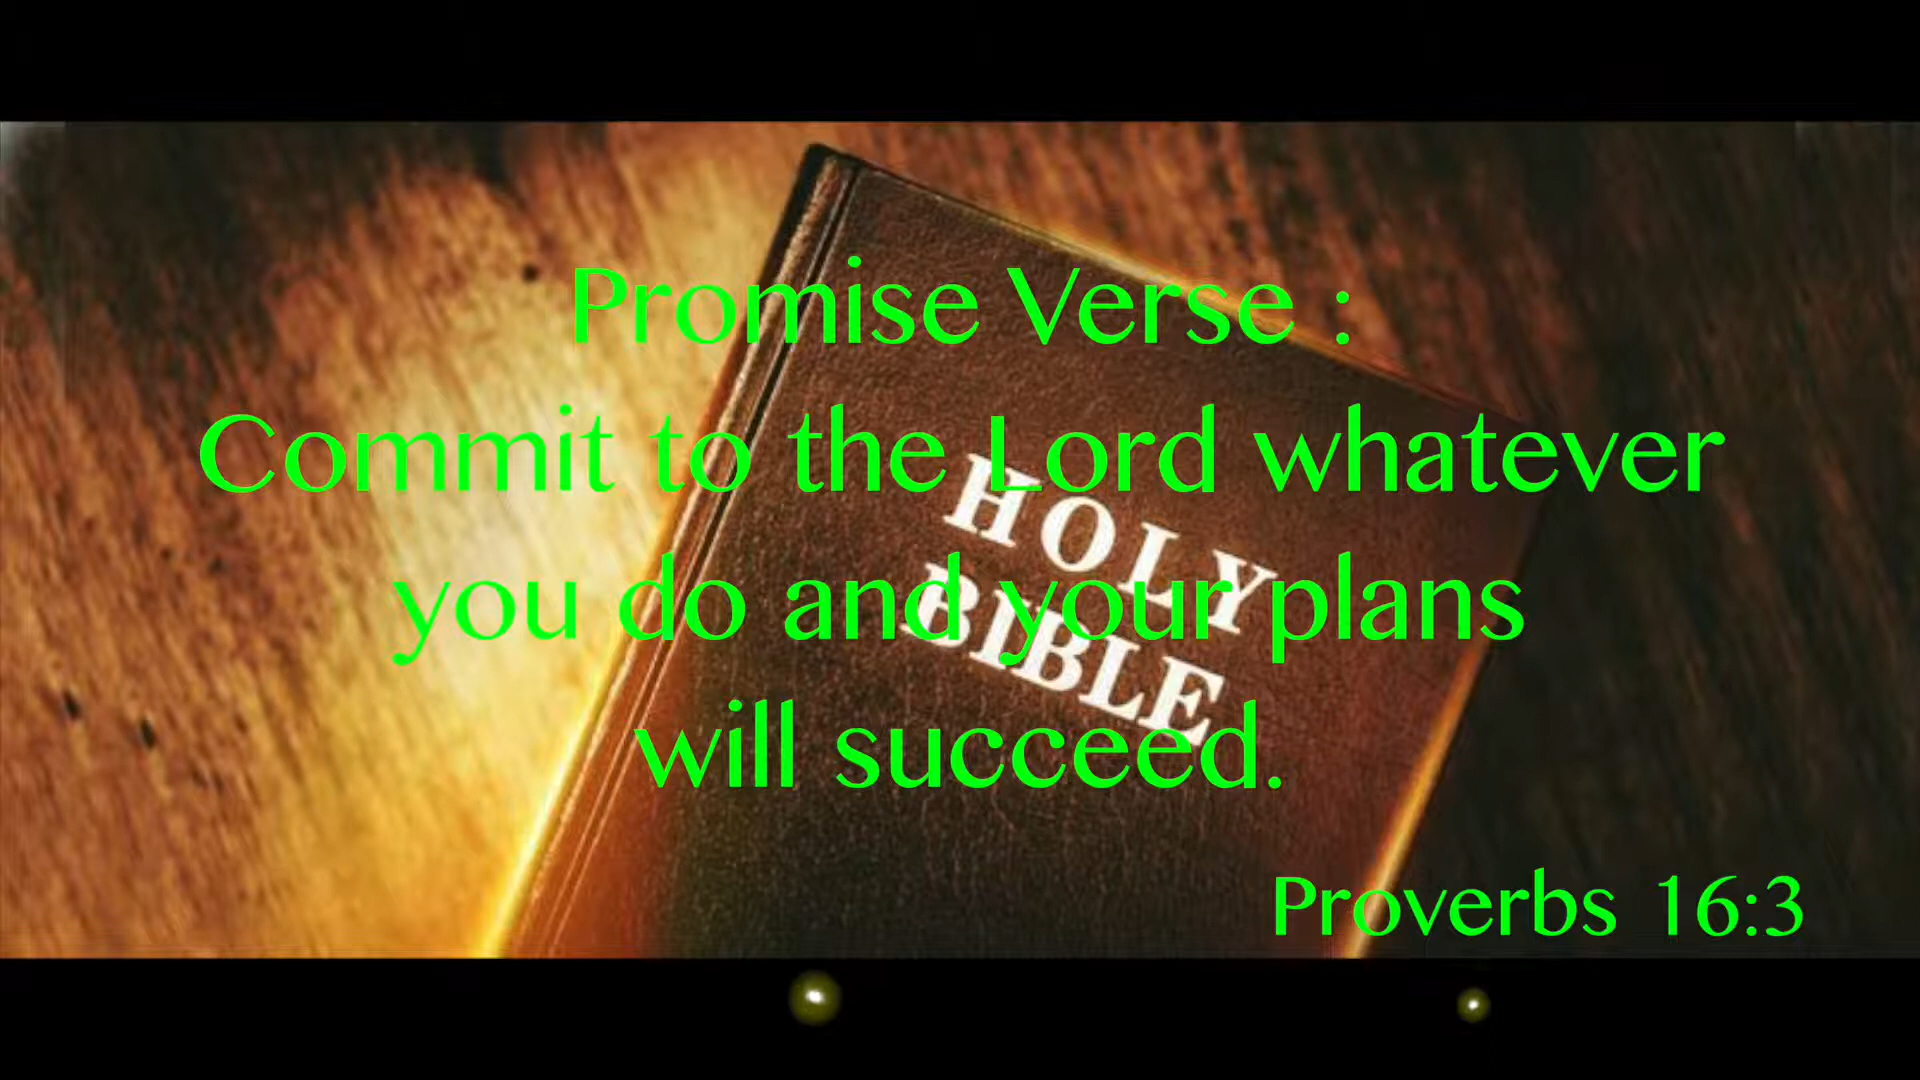 Promise Verse :
Commit to the Lord whatever
you do and your plans
will succeed.
HOLY
BIBLE
Proverbs 16:3